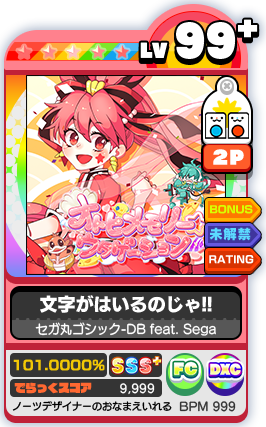 LV 99+
2P
BONUS
未解禁
RATING
文字がはいるのじゃ!!
セガ丸ゴシック-DB feat. Sega
101.0000% SSS+ FC DXC
でらっくスコア 9,999
ノーツデザイナーのおなまえいれる BPM 999